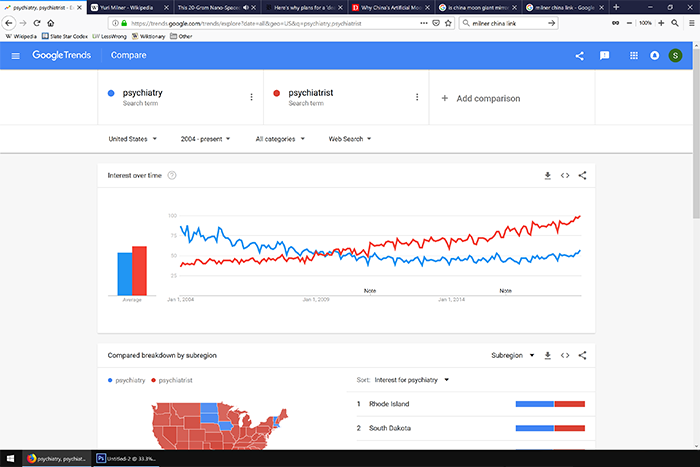 psychiatry, psychiatrist - G
Yuri Milner - Wikipedia
This 20-Gram Nano-Spacec
Here's why plans for a 'de
Why China's Artificial Moo
is china moon giant mirro
milner china link - Google
https://trends.google.com/trends/explore?date=all&geo=US&q=psychiatry,psychiatrist
milner china link
100%
Wikipedia
Slate Star Codex
LessWrong
Wiktionary
Other
Google Trends
Compare
S
psychiatry
Search term
psychiatrist
Search term
+ Add comparison
United States
2004 - present
All categories
Web Search
Interest over time
100
75
50
25
Average
Jan 1, 2004
Jan 1, 2009
Jan 1, 2014
Note
Note
Compared breakdown by subregion
Subregion
psychiatry
psychiatrist
Sort: Interest for psychiatry
1 Rhode Island
2 South Dakota
psychiatry, psychiat...
Untitled-2 @ 33.3%...